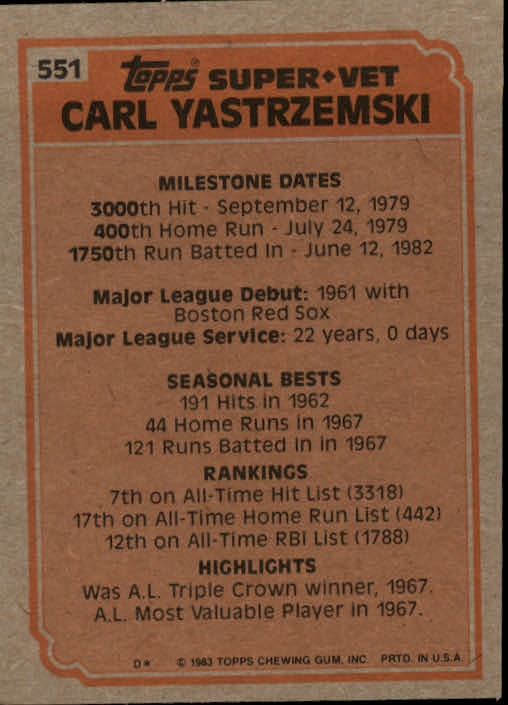 551
Topps SUPER♦VET
CARL YASTRZEMSKI
MILESTONE DATES
3000th Hit - September 12, 1979
400th Home Run - July 24, 1979
1750th Run Batted In - June 12, 1982
Major League Debut: 1961 with
Boston Red Sox
Major League Service: 22 years, 0 days
SEASONAL BESTS
191 Hits in 1962
44 Home Runs in 1967
121 Runs Batted In in 1967
RANKINGS
7th on All-Time Hit List (3318)
17th on All-Time Home Run List (442)
12th on All-Time RBI List (1788)
HIGHLIGHTS
Was A.L. Triple Crown winner, 1967.
A.L. Most Valuable Player in 1967.
D* © 1983 TOPPS CHEWING GUM, INC. PRTD. IN U.S.A.